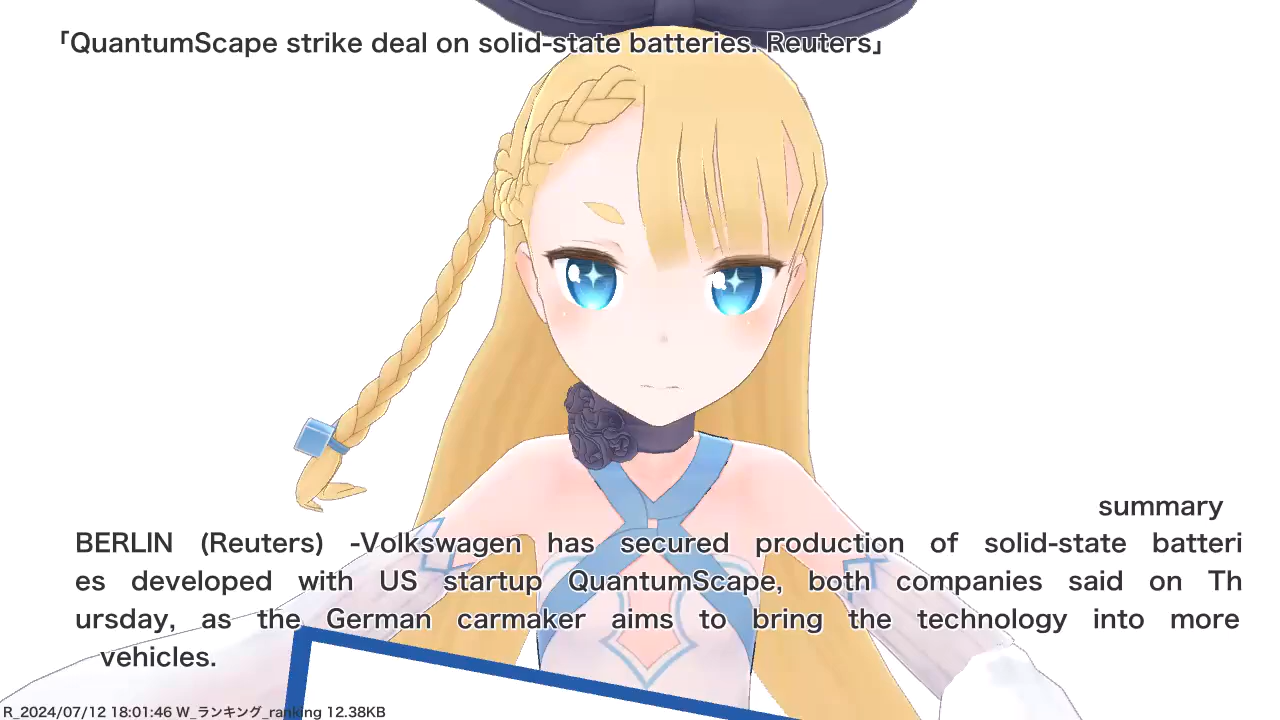 「QuantumScape strike deal on solid-state batteries. Reuters」
summary
BERLIN (Reuters) -Volkswagen has secured production of solid-state batteri
es developed with US startup QuantumScape, both companies said on Th
ursday, as the German carmaker aims to bring the technology into more
vehicles.
R_2024/07/12 18:01:46 W_ランキング_ranking 12.38KB